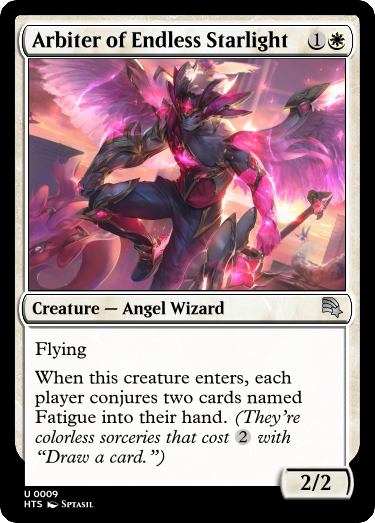 Arbiter of Endless Starlight 1
Creature — Angel Wizard
Flying
When this creature enters, each
player conjures two cards named
Fatigue into their hand. (They're
colorless sorceries that cost 2 with
“Draw a card.”)
2/2
U 0009
HTS Sptasil